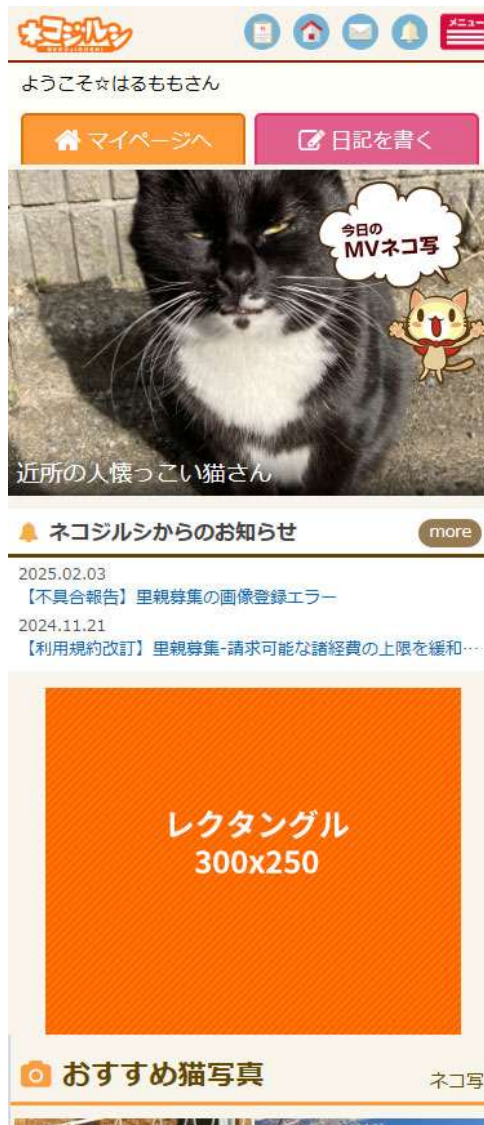 ネコジルシ
NEKOJIRUSHI
メニュー
ようこそ☆はるももさん
マイページへ
日記を書く
今日の
MVネコ写
近所の人懐っこい猫さん
ネコジルシからのお知らせ
more
2025.02.03
【不具合報告】里親募集の画像登録エラー
2024.11.21
【利用規約改訂】里親募集-請求可能な諸経費の上限を緩和…
レクタングル
300x250
おすすめ猫写真
ネコ写